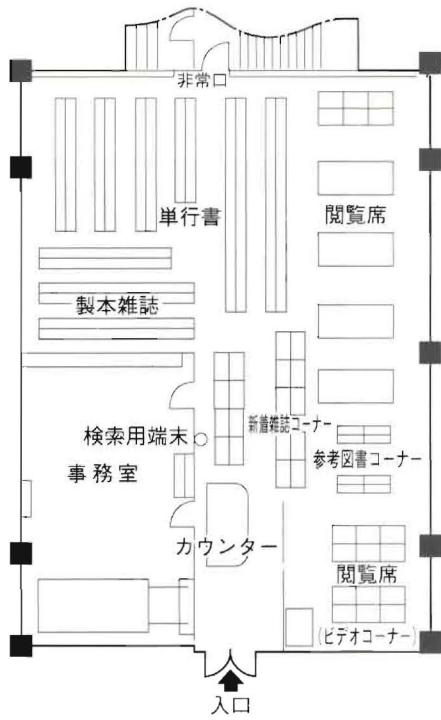 非常口
単行書
閲覧席
製本雑誌
新着雑誌コーナー
検索用端末
参考図書コーナー
事務室
カウンター
閲覧席
(ビデオコーナー)
入口